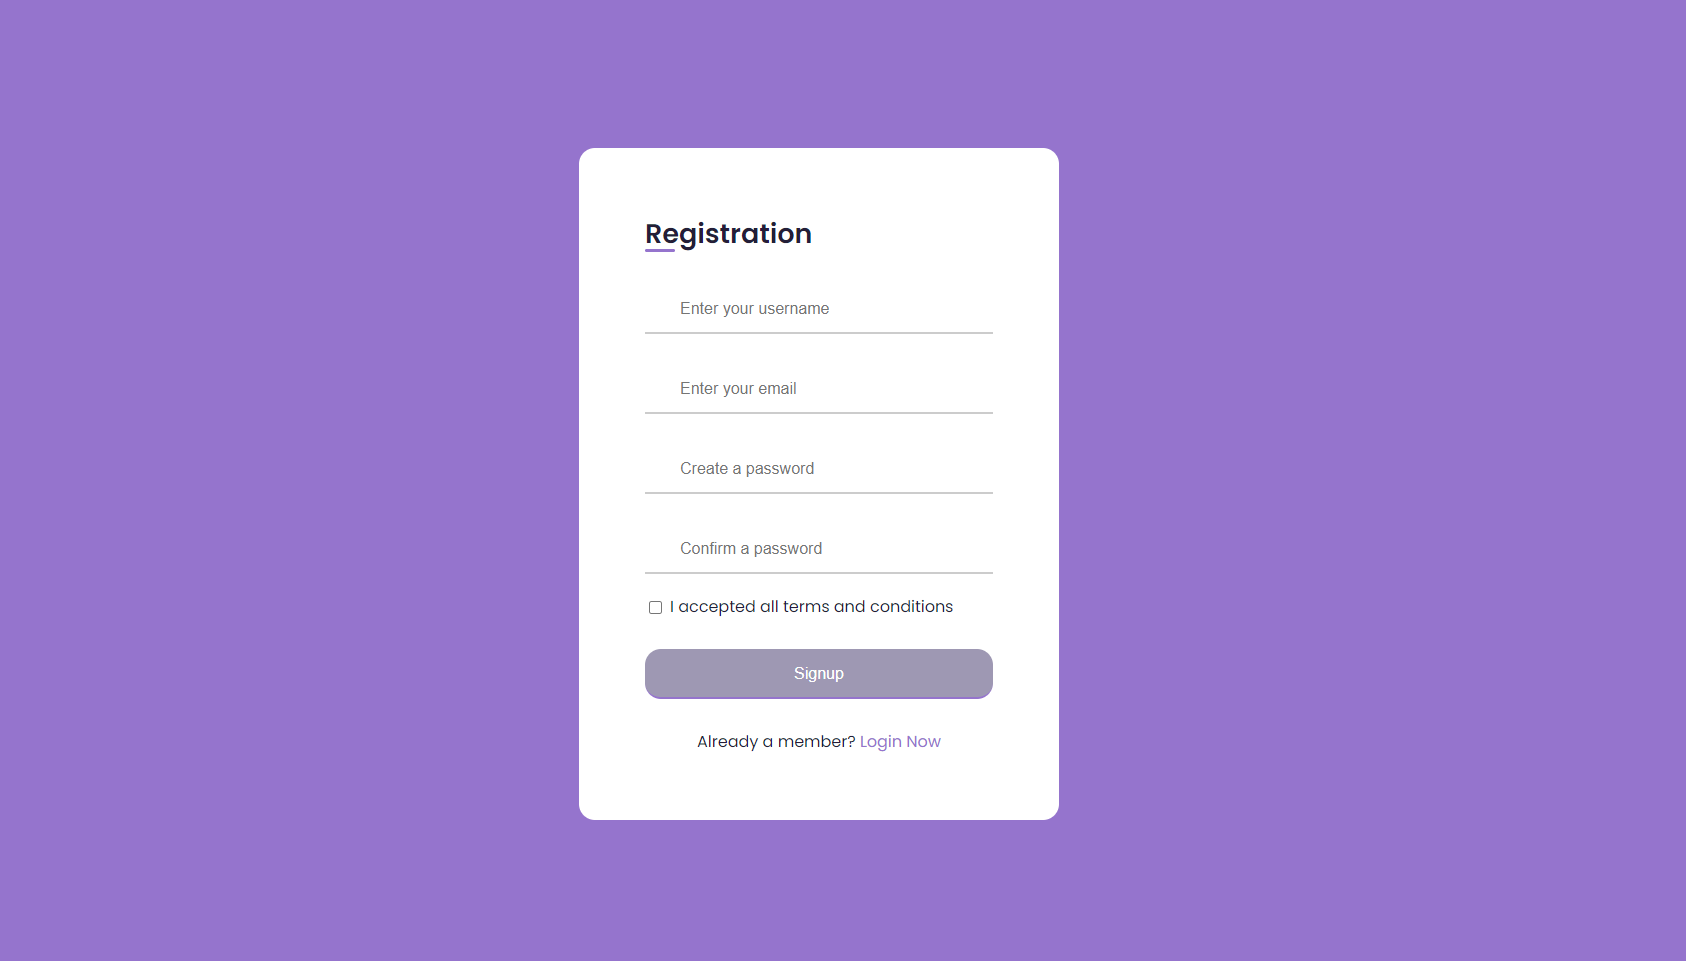 Registration
Enter your username
Enter your email
Create a password
Confirm a password
I accepted all terms and conditions
Signup
Already a member? Login Now